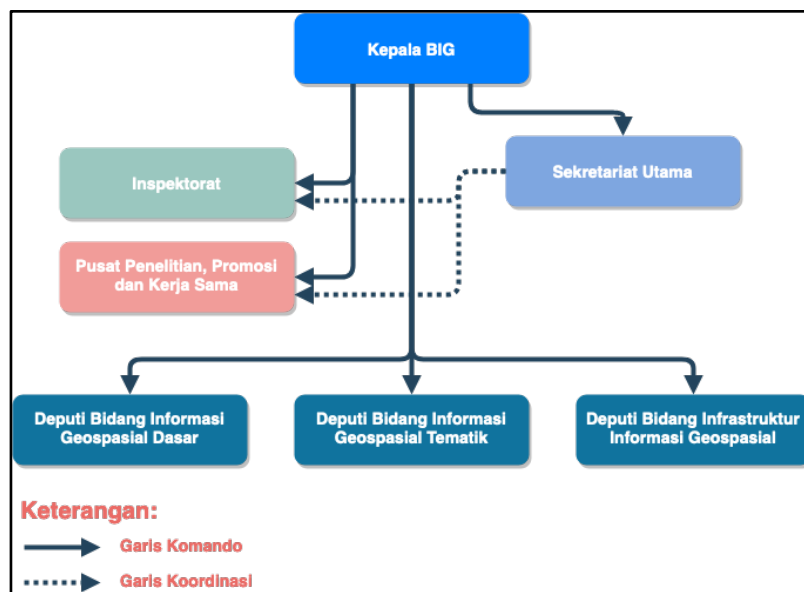 Kepala BIG
Inspektorat
Sekretariat Utama
Pusat Penelitian, Promosi
dan Kerja Sama
Deputi Bidang Informasi
Geospasial Dasar
Deputi Bidang Informasi
Geospasial Tematik
Deputi Bidang Infrastruktur
Informasi Geospasial
Keterangan:
Garis Komando
Garis Koordinasi